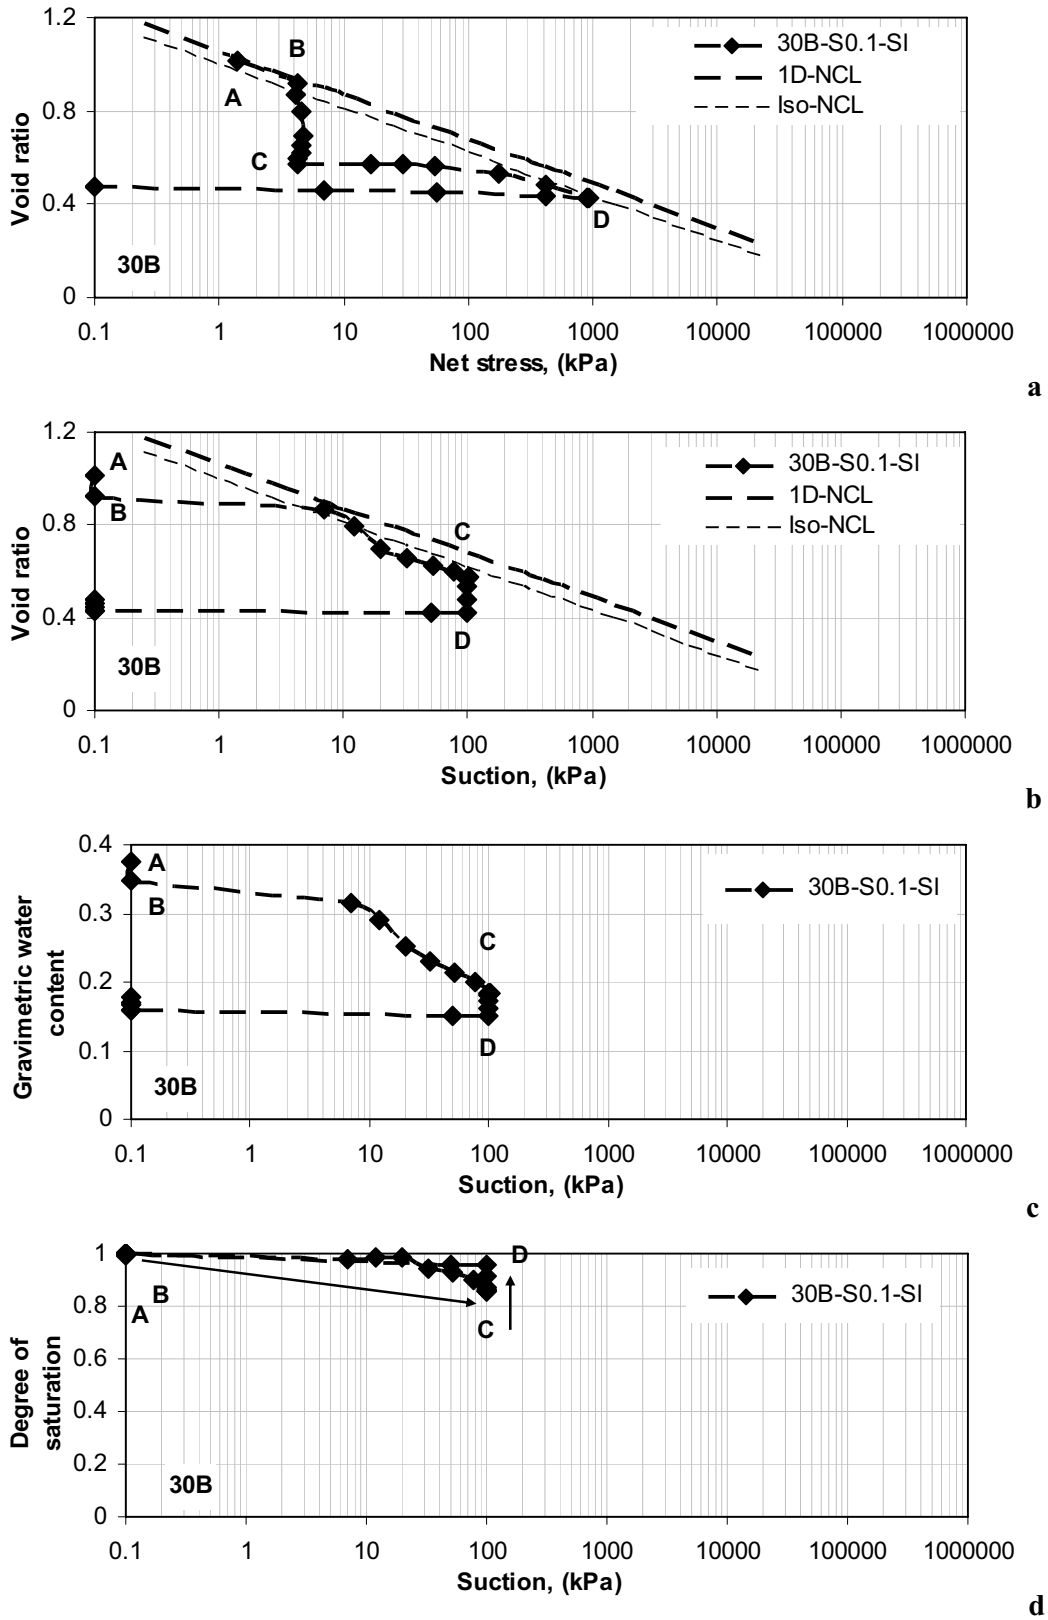 1.2
0.8
0.4
0
Void ratio
A
B
C
D
30B
30B-S0.1-SI
1D-NCL
Iso-NCL
0.1 1 10 100 1000 10000 100000 1000000
Net stress, (kPa)
a
1.2
0.8
0.4
0
Void ratio
A
B
C
D
30B
30B-S0.1-SI
1D-NCL
Iso-NCL
0.1 1 10 100 1000 10000 100000 1000000
Suction, (kPa)
b
0.4
0.3
0.2
0.1
0
Gravimetric water
content
A
B
C
D
30B
30B-S0.1-SI
0.1 1 10 100 1000 10000 100000 1000000
Suction, (kPa)
c
1
0.8
0.6
0.4
0.2
0
Degree of
saturation
A
B
C
D
30B
30B-S0.1-SI
0.1 1 10 100 1000 10000 100000 1000000
Suction, (kPa)
d